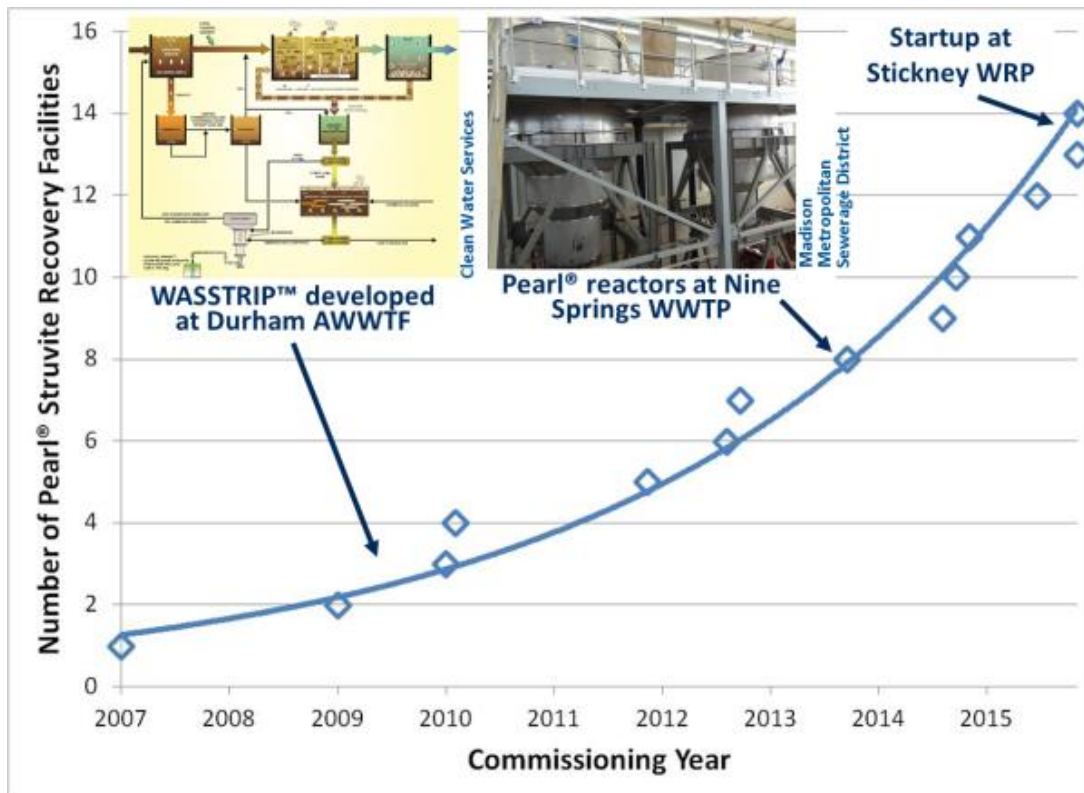 16
14
12
10
8
6
4
2
0
Number of Pearl® Struvite Recovery Facilities
Clean Water Services
Madison
Metropolitan
Sewerage District
Startup at
Stickney WRP
WASSTRIP™ developed
at Durham AWWTF
Pearl® reactors at Nine
Springs WWTP
2007 2008 2009 2010 2011 2012 2013 2014 2015
Commissioning Year